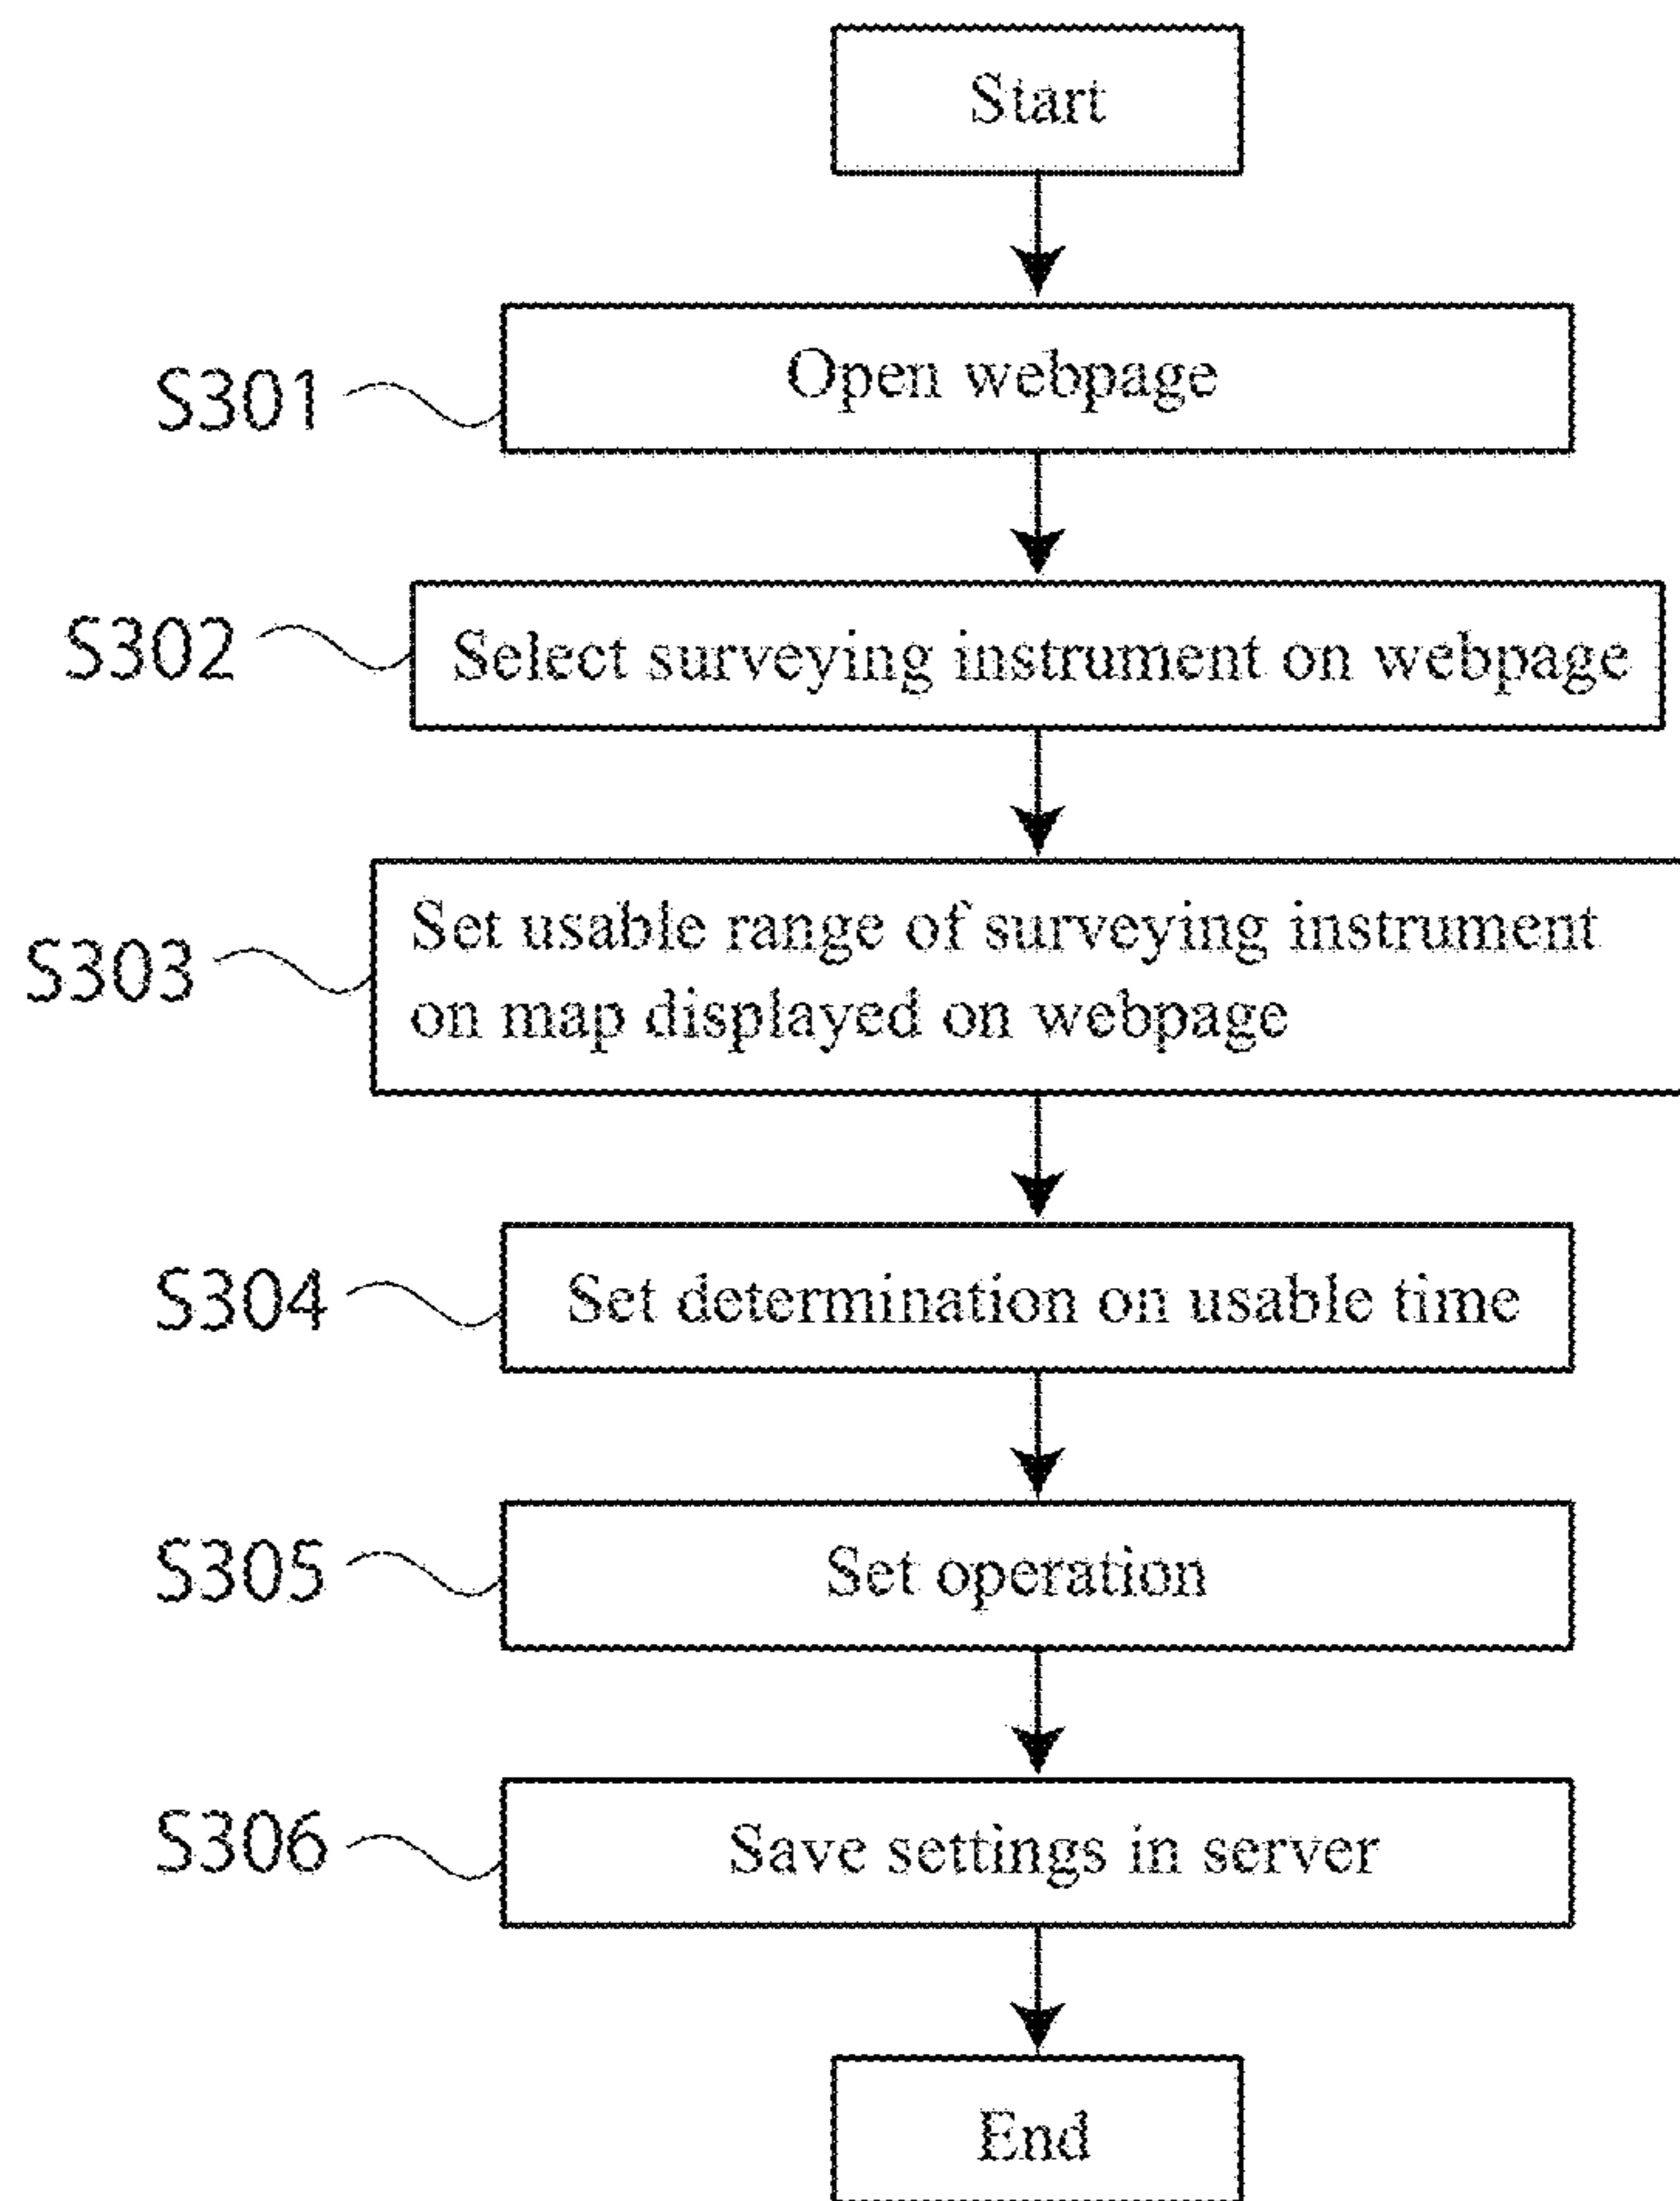 Start
S301
Open webpage
S302
Select surveying instrument on webpage
S303
Set usable range of surveying instrument
on map displayed on webpage
S304
Set determination on usable time
S305
Set operation
S306
Save settings in server
End